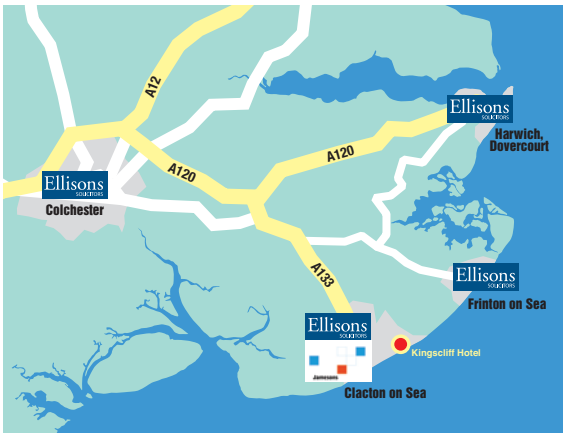 A12
Ellisons
SOLICITORS
Harwich,
Dovercourt
A120
A120
Ellisons
SOLICITORS
Colchester
A133
Ellisons
SOLICITORS
Frinton on Sea
Ellisons
SOLICITORS
Kingscliff Hotel
Jamesons
Clacton on Sea